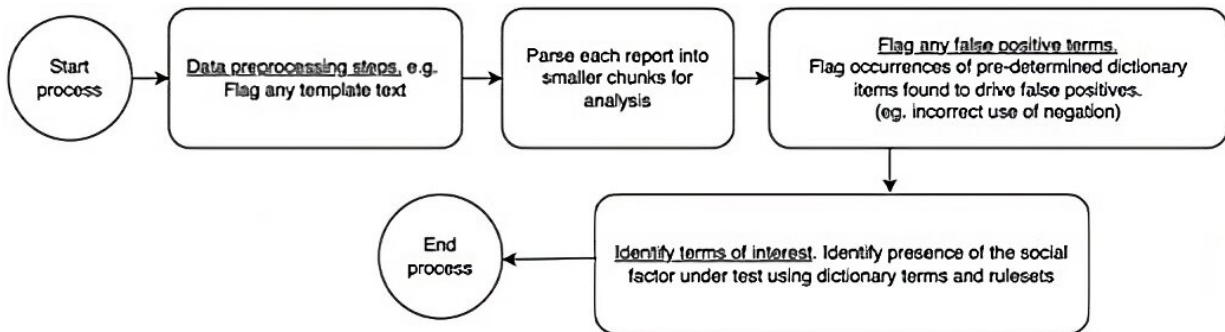 Start
process
Data preprocessing steps, e.g.
Flag any template text
Parse each report into
smaller chunks for
analysis
Flag any false positive terms.
Flag occurrences of pre-determined dictionary
items found to drive false positives.
(eg. incorrect use of negation)
End
process
Identify terms of interest. Identify presence of the social
factor under test using dictionary terms and rulesets